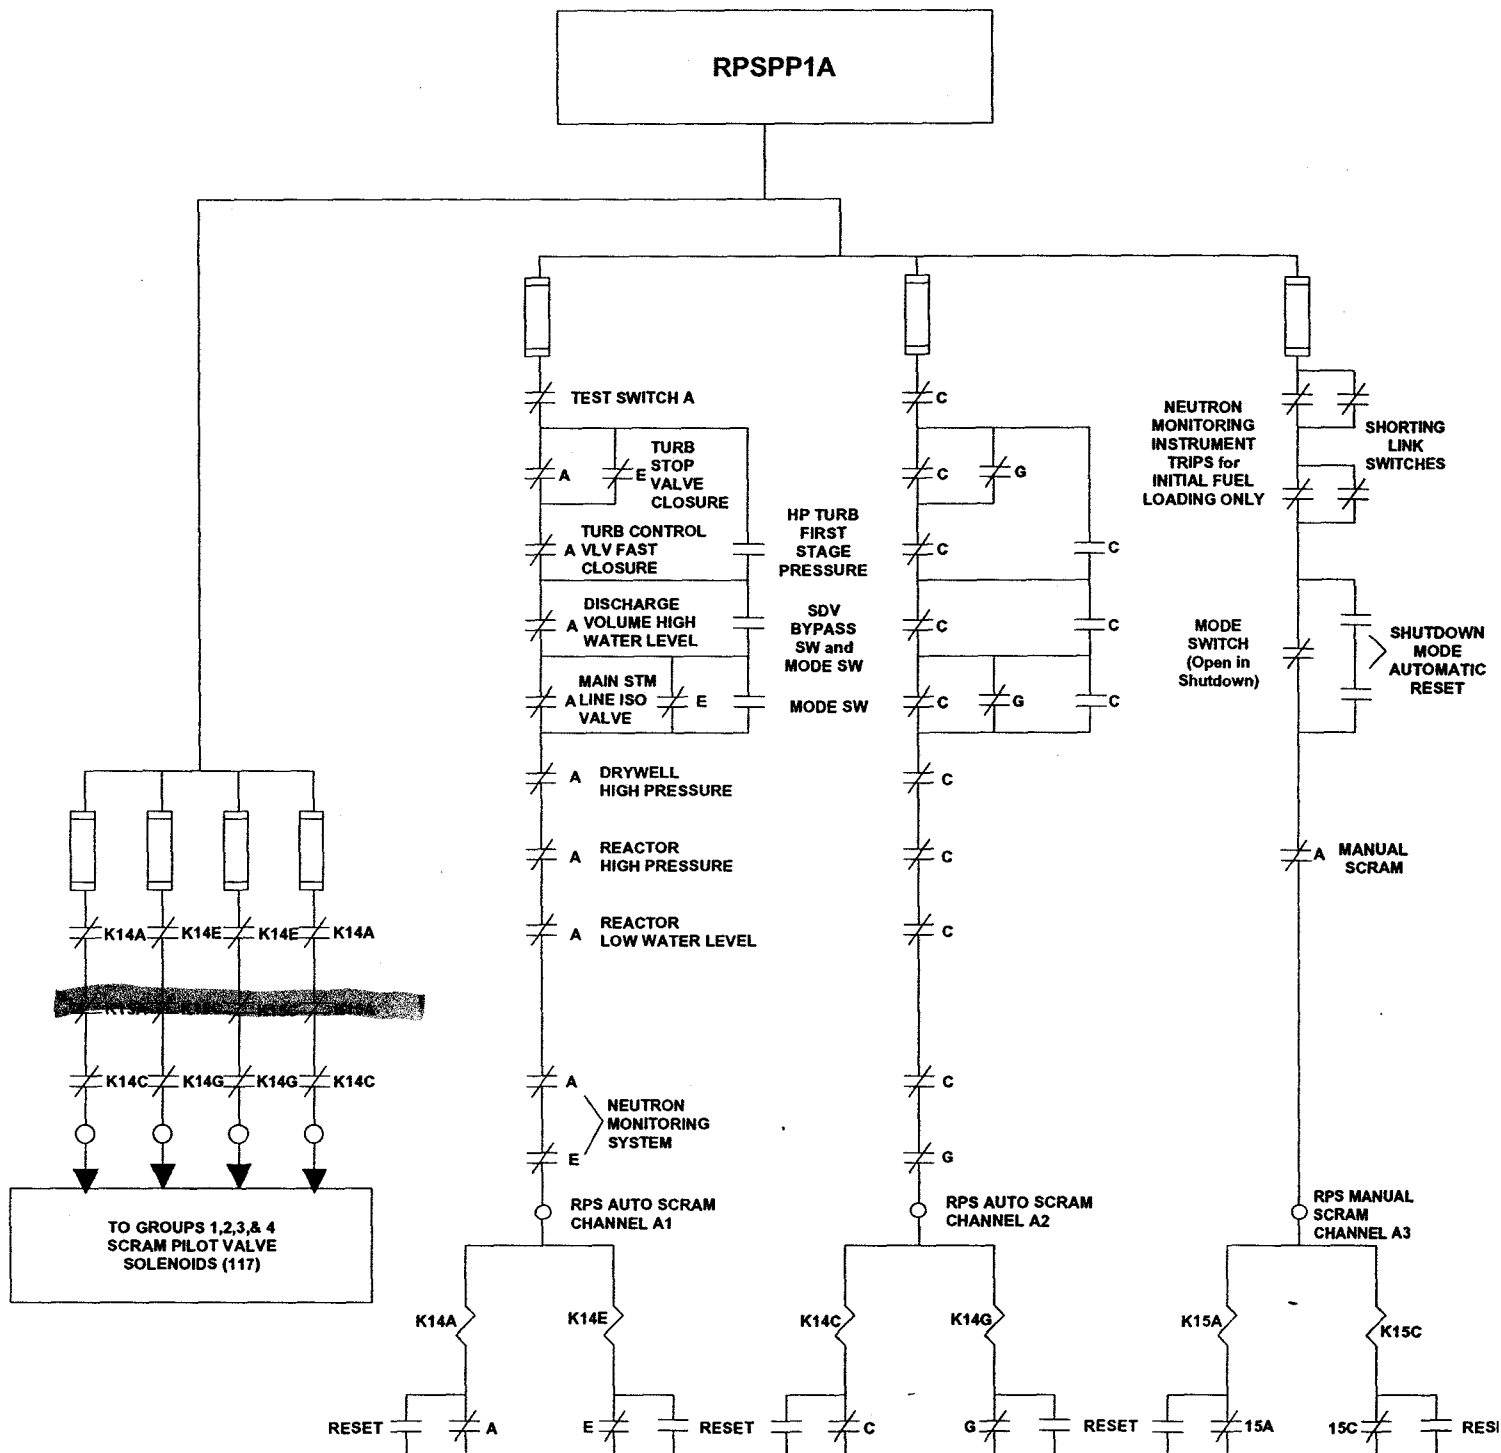 RPSPP1A
TEST SWITCH A
C
NEUTRON
MONITORING
INSTRUMENT
TRIPS for
INITIAL FUEL
LOADING ONLY
SHORTING
LINK
SWITCHES
A
E
TURB
STOP
VALVE
CLOSURE
C
G
A
TURB CONTROL
VLV FAST
CLOSURE
HP TURB
FIRST
STAGE
PRESSURE
C
C
A
DISCHARGE
VOLUME HIGH
WATER LEVEL
SDV
BYPASS
SW and
MODE SW
C
C
MODE
SWITCH
(Open in
Shutdown)
SHUTDOWN
MODE
AUTOMATIC
RESET
A
MAIN STM
LINE ISO
VALVE
E
MODE SW
C
G
C
A
DRYWELL
HIGH PRESSURE
C
A
REACTOR
HIGH PRESSURE
C
A
MANUAL
SCRAM
A
REACTOR
LOW WATER LEVEL
C
K14A
K14E
K14E
K14A
K15A
K15A
K14C
K14G
K14G
K14C
A
C
NEUTRON
MONITORING
SYSTEM
E
G
RPS AUTO SCRAM
CHANNEL A1
RPS AUTO SCRAM
CHANNEL A2
RPS MANUAL
SCRAM
CHANNEL A3
TO GROUPS 1,2,3,& 4
SCRAM PILOT VALVE
SOLENOIDS (117)
K14A
K14E
K14C
K14G
K15A
K15C
RESET
A
E
RESET
C
G
RESET
15A
15C
RESI